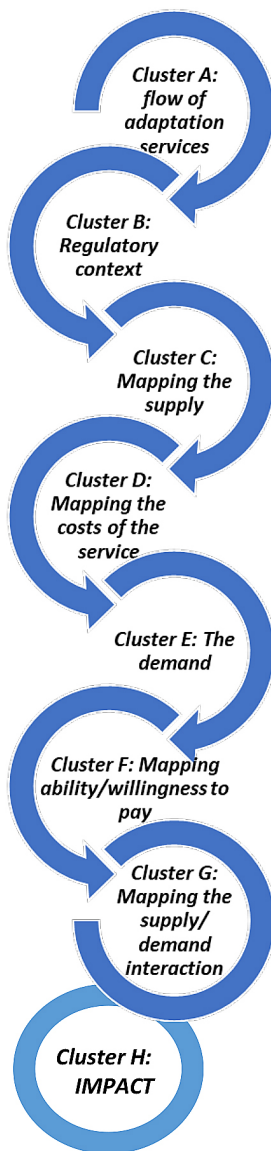 Cluster A:
flow of
adaptation
services
Cluster B:
Regulatory
context
Cluster C:
Mapping the
supply
Cluster D:
Mapping the
costs of the
service
Cluster E: The
demand
Cluster F: Mapping
ability/willingness to
pay
Cluster G:
Mapping the
supply/
demand
interaction
Cluster H:
IMPACT